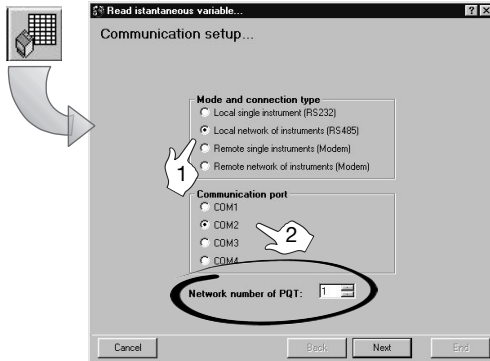 Read istantaneous variable...
Communication setup...
Mode and connection type
Local single instrument (RS232)
Local network of instruments (RS485)
Remote single instruments (Modem)
Remote network of instruments (Modem)
1
Communication port
COM1
COM2
COM3
COM4
2
Network number of PQT: 1
Cancel Back Next End